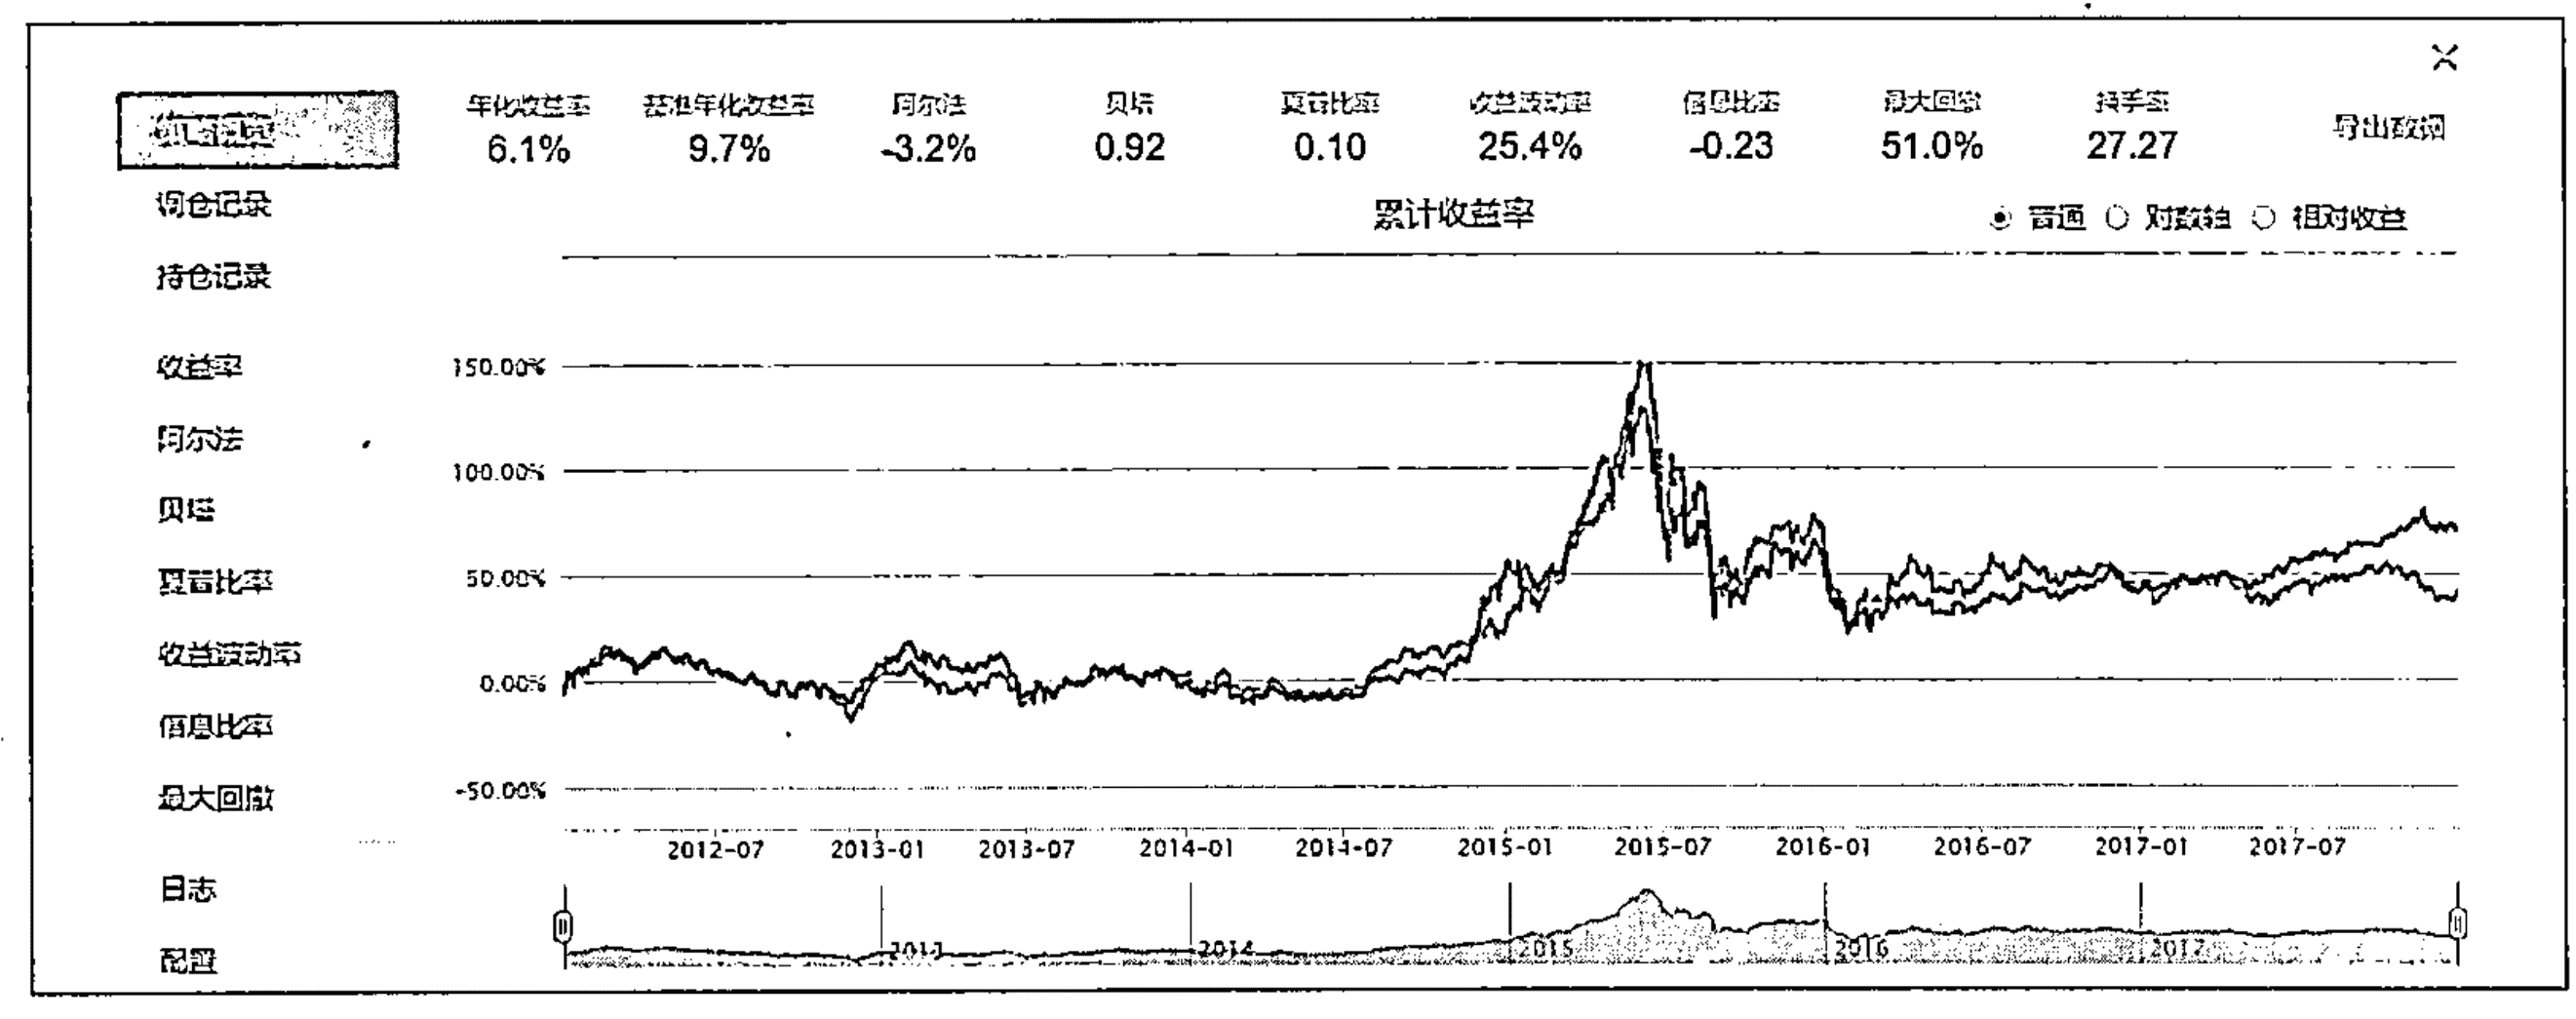 年化收益率 基准年化收益率 阿尔法 贝塔 夏普比率 收益波动率 信息比率 最大回撤 换手率
6.1% 9.7% -3.2% 0.92 0.10 25.4% -0.23 51.0% 27.27
导出数据
调仓记录
累计收益率
普通 对数轴 相对收益
持仓记录
收益率
阿尔法
贝塔
夏普比率
收益波动率
信息比率
最大回撤
日志
配置
150.00%
100.00%
50.00%
0.00%
-50.00%
2012-07 2013-01 2013-07 2014-01 2014-07 2015-01 2015-07 2016-01 2016-07 2017-01 2017-07
2013 2014 2015 2016 2017